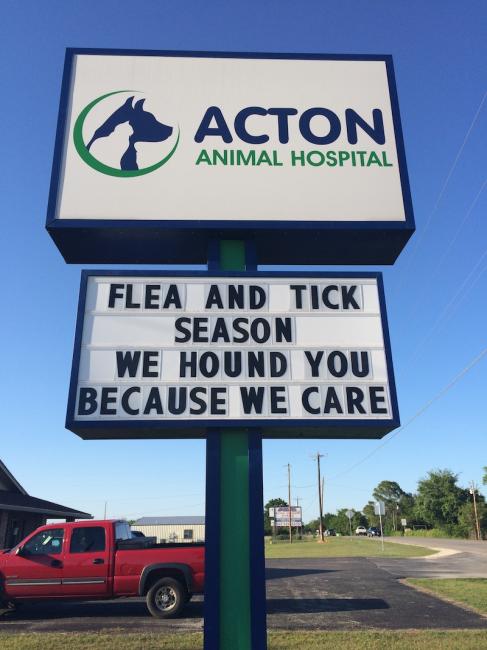 ACTON
ANIMAL HOSPITAL
FLEA AND TICK
SEASON
WE HOUND YOU
BECAUSE WE CARE